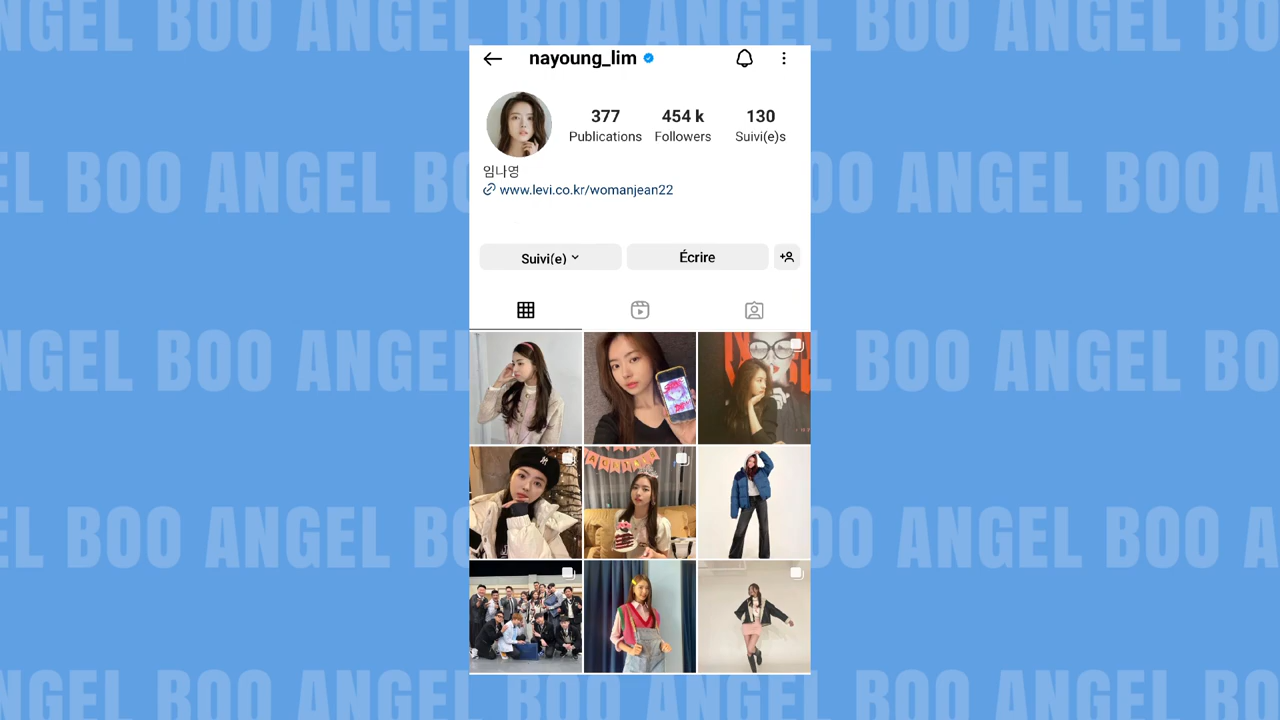 ANGEL BOO ANGEL BOO ANGEL BOO ANGEL BO
nayoung_lim
377 454 k 130
Publications Followers Suivi(e)s
임나영
www.levi.co.kr/womanjean22
EL BOO ANGEL BO OO ANGEL BOO A
Suivi(e) Écrire
NGEL BOO ANGEL BOO ANGEL BO
EL BOO ANGEL BO OO ANGEL BOO A
NGEL BOO ANGEL BOO ANGEL BO